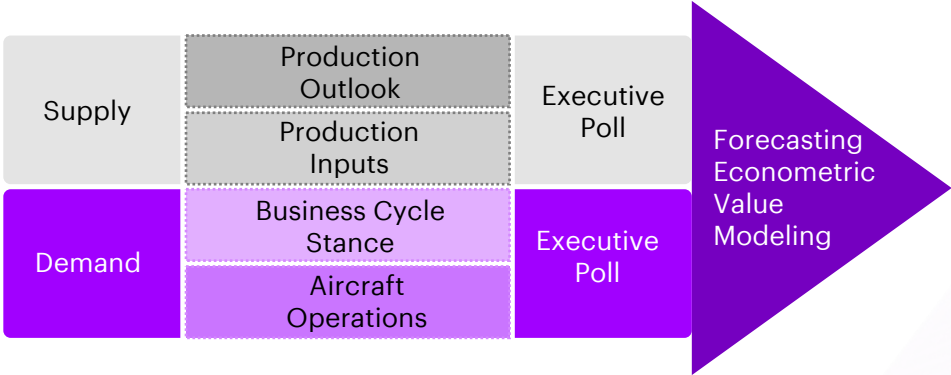 Supply
Production
Outlook
Production
Inputs
Executive
Poll
Demand
Business Cycle
Stance
Aircraft
Operations
Executive
Poll
Forecasting
Econometric
Value
Modeling